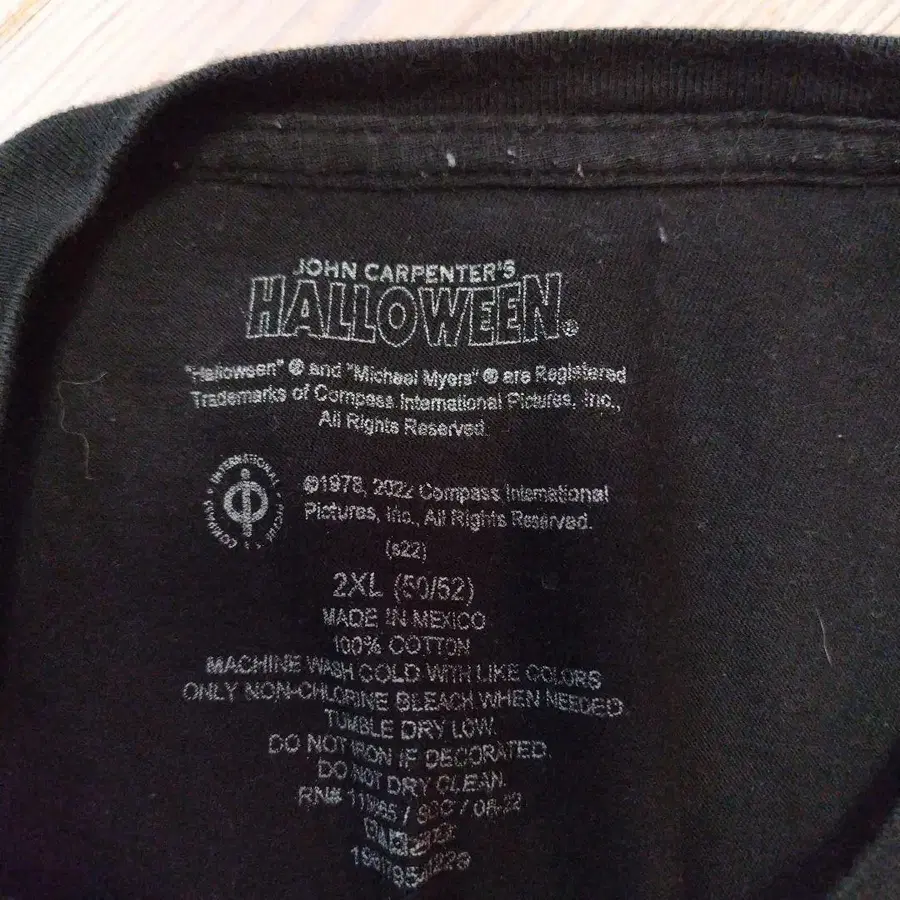 JOHN CARPENTER'S
HALLOWEEN®
"Halloween" ® and "Michael Myers" ® are Registered
Trademarks of Compass International Pictures, Inc.,
All Rights Reserved.
INTERNATIONAL
©1978, 2022 Compass International
Pictures, Inc., All Rights Reserved.
(s22)
2XL (50/52)
MADE IN MEXICO
100% COTTON
MACHINE WASH COLD WITH LIKE COLORS
ONLY NON-CHLORINE BLEACH WHEN NEEDED
TUMBLE DRY LOW.
DO NOT IRON IF DECORATED.
DO NOT DRY CLEAN.
RN#